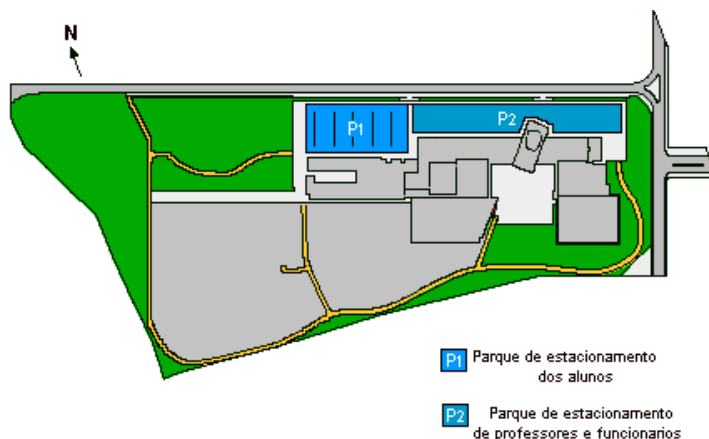 N
P1
P2
P1 Parque de estacionamento
dos alunos
P2 Parque de estacionamento
de professores e funcionarios